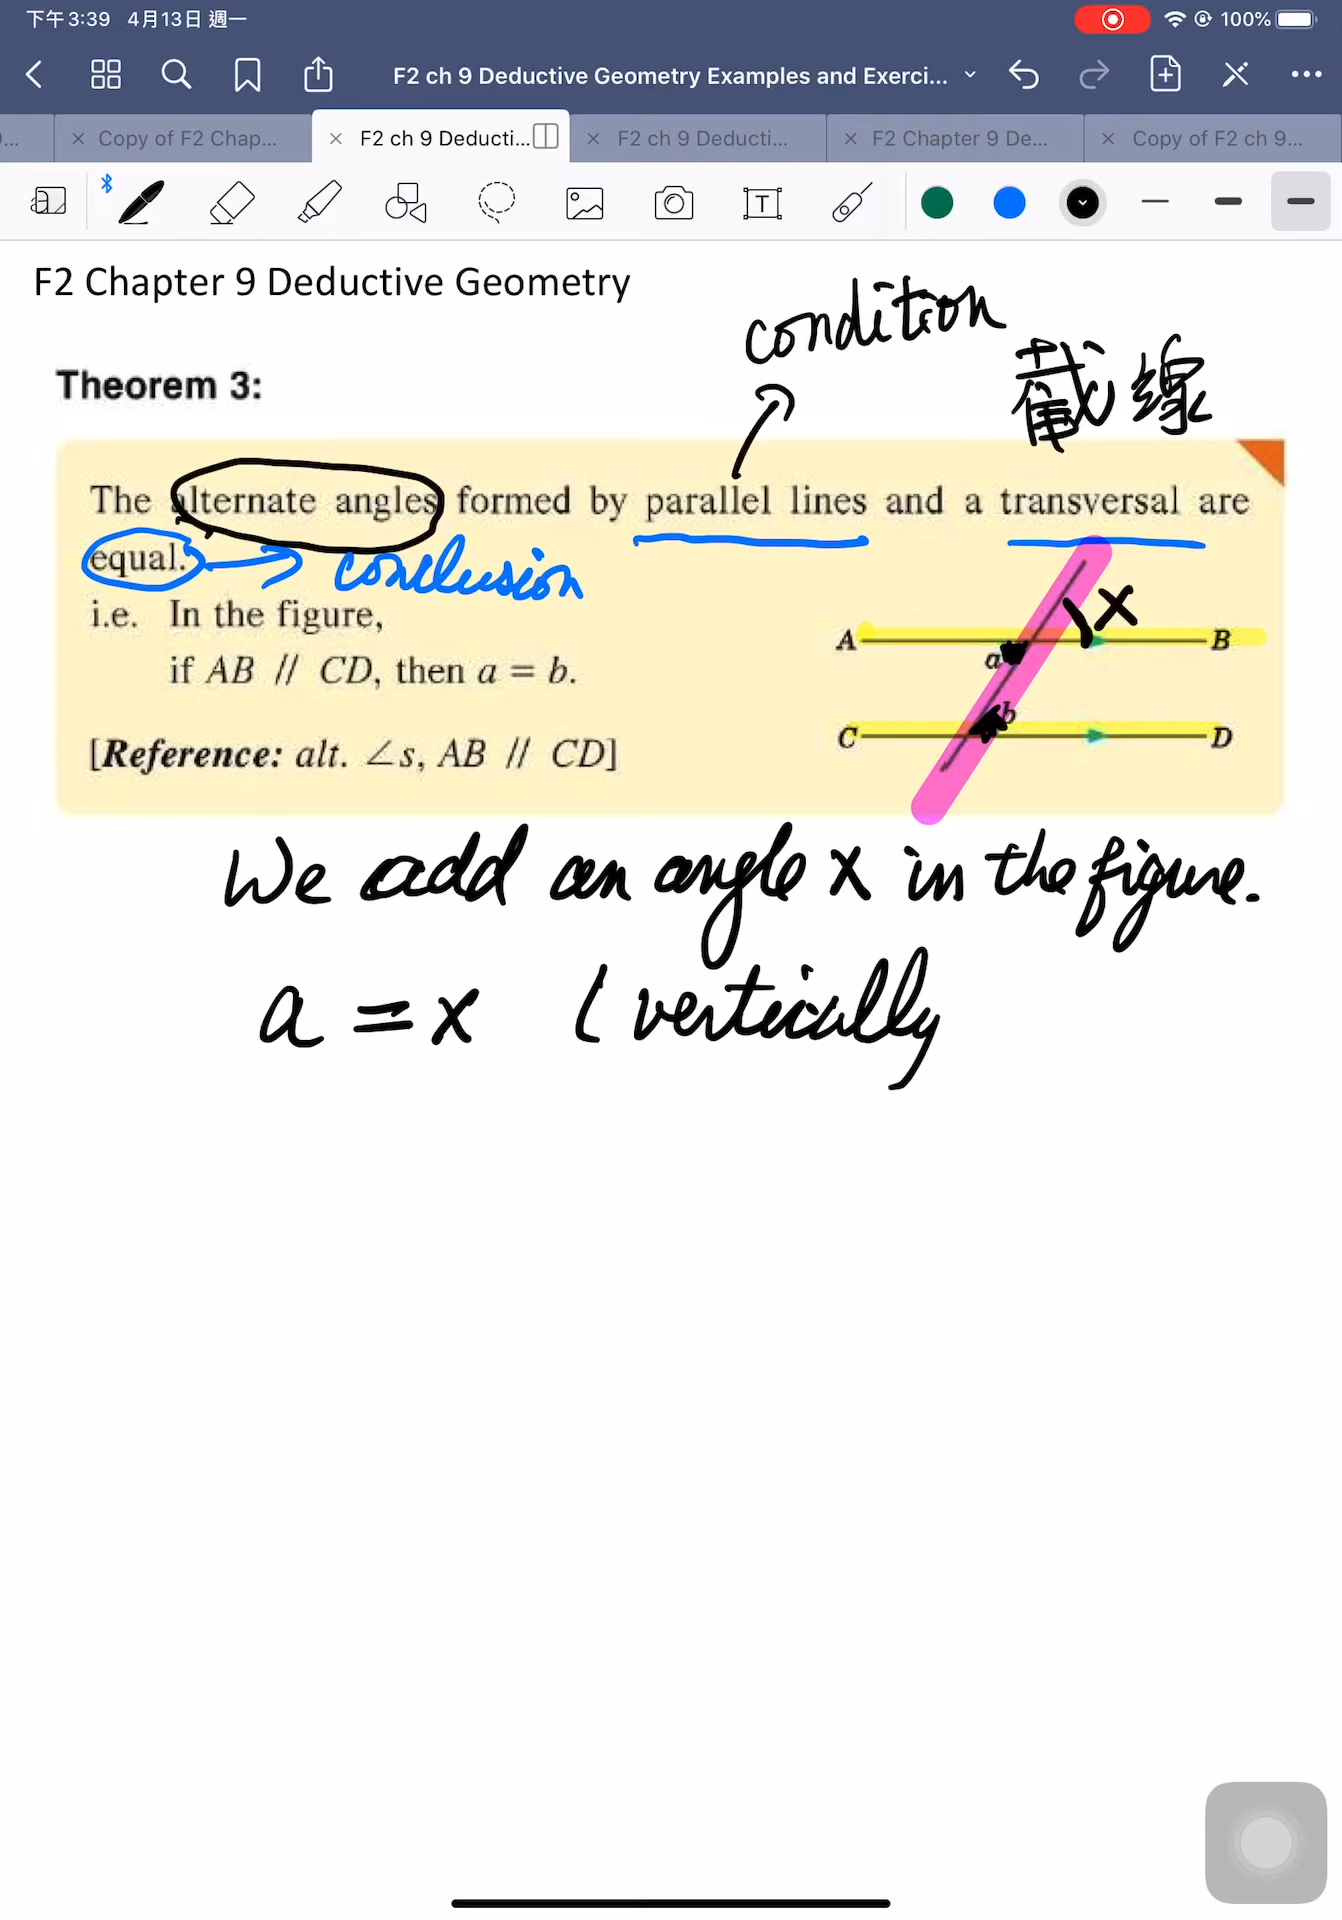 下午3:39 4月13日 週一
100%
F2 ch 9 Deductive Geometry Examples and Exerci...
Copy of F2 Chap...
F2 ch 9 Deducti...
F2 ch 9 Deducti...
F2 Chapter 9 De...
Copy of F2 ch 9...
F2 Chapter 9 Deductive Geometry
condition
截線
Theorem 3:
The alternate angles formed by parallel lines and a transversal are
equal. → conclusion
i.e. In the figure,
if AB // CD, then a = b.
[Reference: alt. ∠s, AB // CD]
x
A B
a
b
C D
We add an angle x in the figure.
a = x (vertically